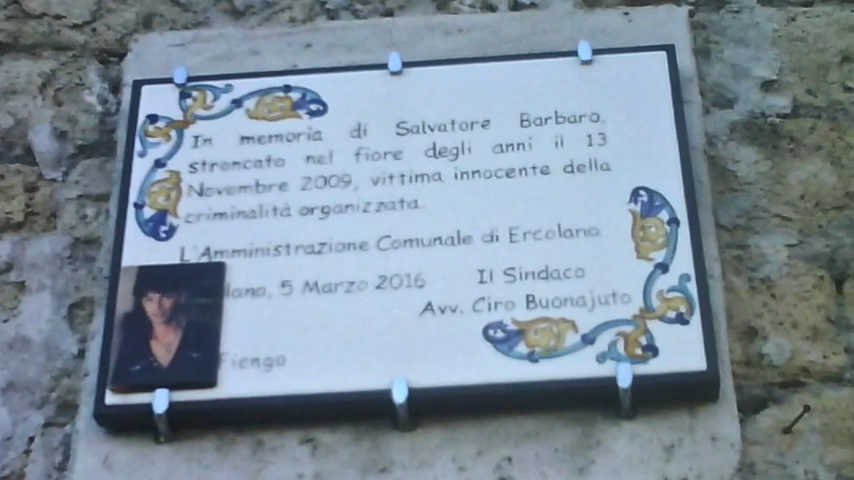 In memoria di Salvatore Barbaro,
stroncato nel fiore degli anni il 13
Novembre 2009, vittima innocente della
criminalità organizzata.
L'Amministrazione Comunale di Ercolano
lano, 5 Marzo 2016 Il Sindaco
Avv. Ciro Buonajuto
Fienga